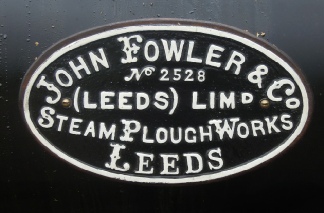 JOHN FOWLER & Co
No 2528
(LEEDS) LIMD
STEAM PLOUGH WORKS
LEEDS